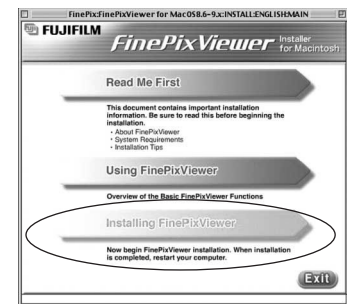 FinePix:FinePixViewer for MacOS8.6~9.x:INSTALL:ENGLISH:MAIN
FUJIFILM
FinePixViewer Installer for Macintosh
Read Me First
This document contains important installation
information. Be sure to read this before beginning the
installation.
· About FinePixViewer
· System Requirements
· Installation Tips
Using FinePixViewer
Overview of the Basic FinePixViewer Functions
Installing FinePixViewer
Now begin FinePixViewer installation. When installation
is completed, restart your computer.
Exit